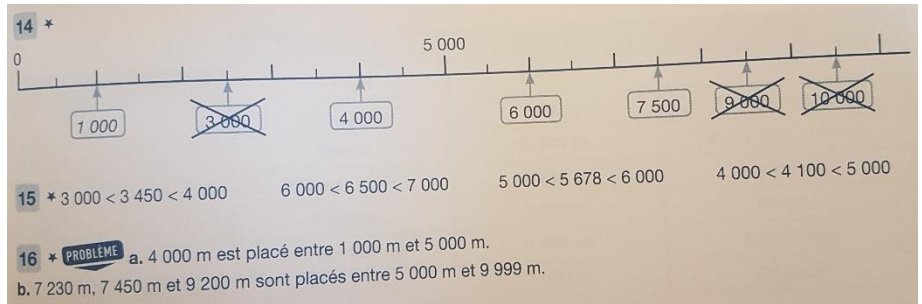 14 *
0 5 000
1 000 3 000 4 000 6 000 7 500 9 000 10 000
15 * 3 000 < 3 450 < 4 000 6 000 < 6 500 < 7 000 5 000 < 5 678 < 6 000 4 000 < 4 100 < 5 000
16 * PROBLÈME a. 4 000 m est placé entre 1 000 m et 5 000 m.
b. 7 230 m, 7 450 m et 9 200 m sont placés entre 5 000 m et 9 999 m.